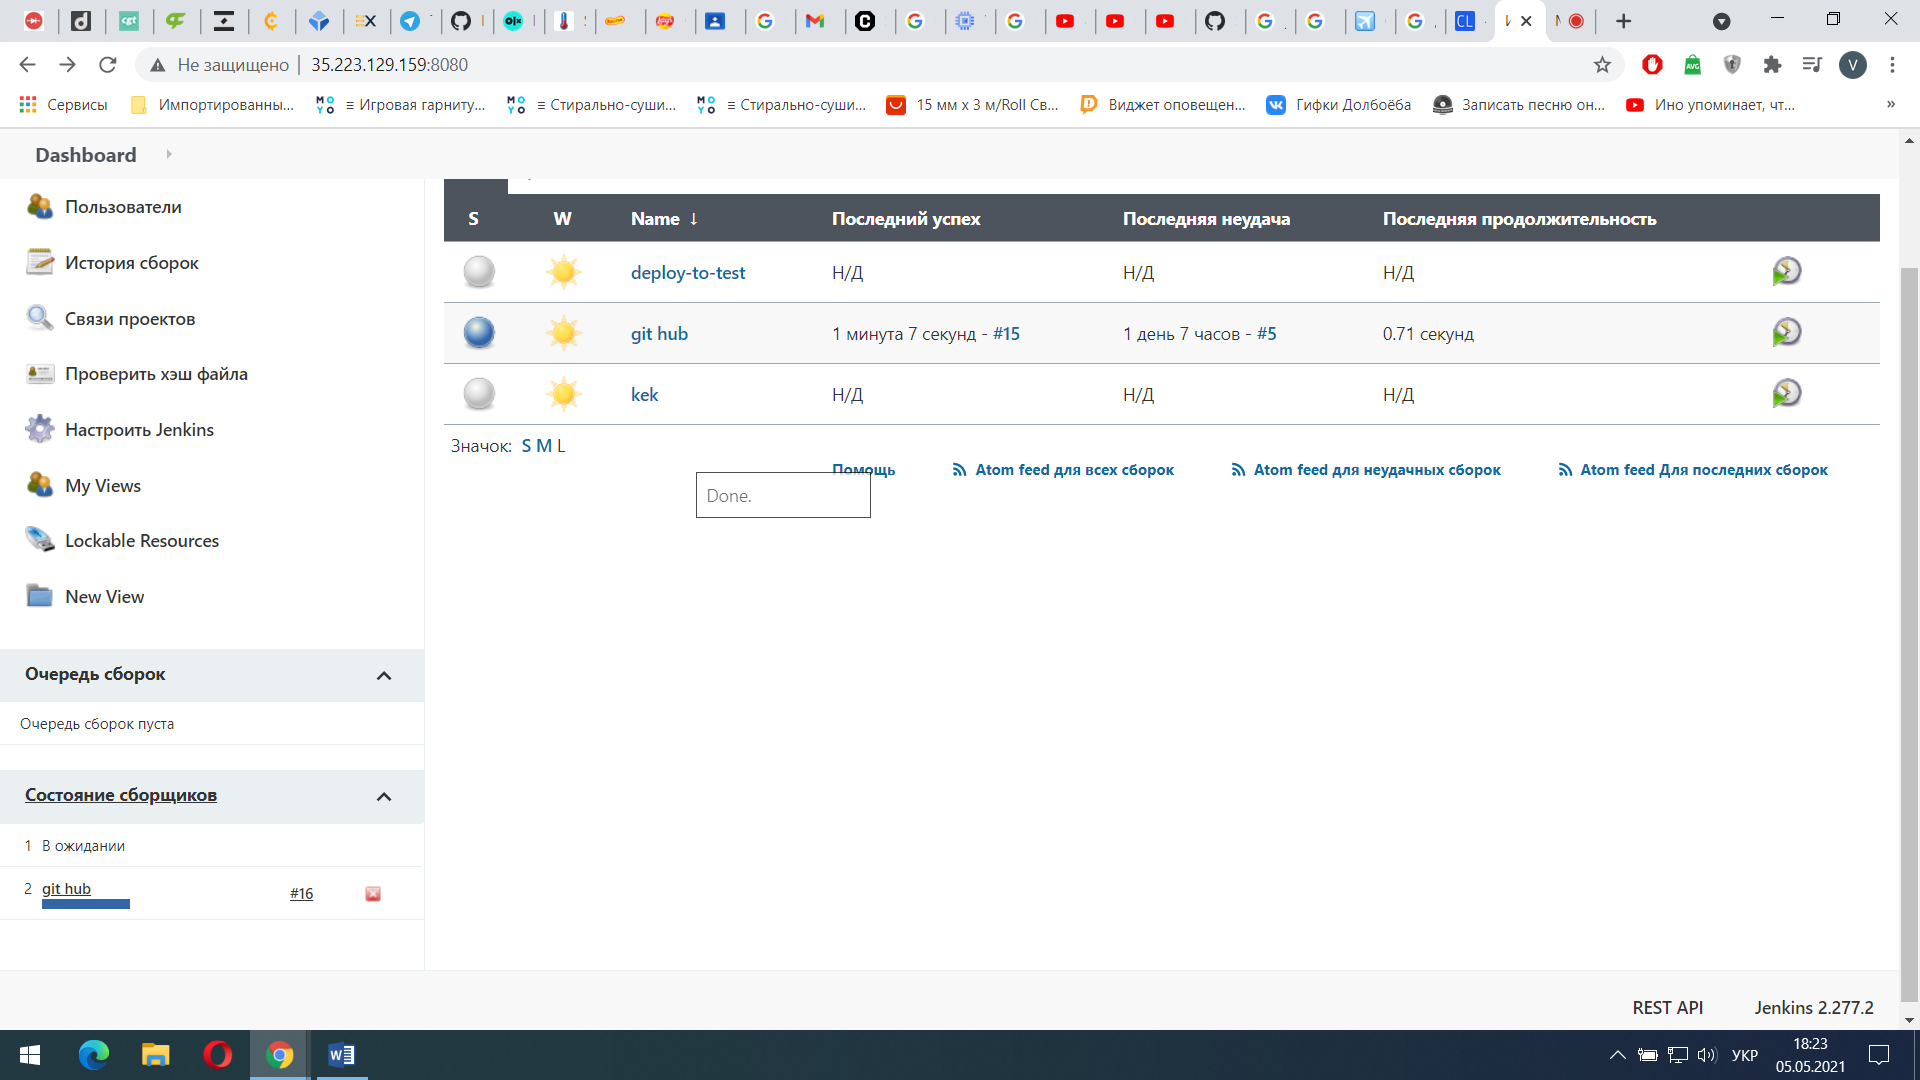 Не защищено
35.223.129.159:8080
Сервисы
Импортированны...
≡ Игровая гарниту...
≡ Стирально-суши...
≡ Стирально-суши...
15 мм x 3 м/Roll Св...
Виджет оповещен...
Гифки Долбоёба
Записать песню он...
Ино упоминает, чт...
»
Dashboard
Пользователи
История сборок
Связи проектов
Проверить хэш файла
Настроить Jenkins
My Views
Lockable Resources
New View
Очередь сборок
Очередь сборок пуста
Состояние сборщиков
1 В ожидании
2 git hub #16
S W Name ↓ Последний успех Последняя неудача Последняя продолжительность
deploy-to-test Н/Д Н/Д Н/Д
git hub 1 минута 7 секунд - #15 1 день 7 часов - #5 0.71 секунд
kek Н/Д Н/Д Н/Д
Значок: S M L
Помощь
Atom feed для всех сборок
Atom feed для неудачных сборок
Atom feed Для последних сборок
Done.
REST API
Jenkins 2.277.2
УКР
18:23
05.05.2021